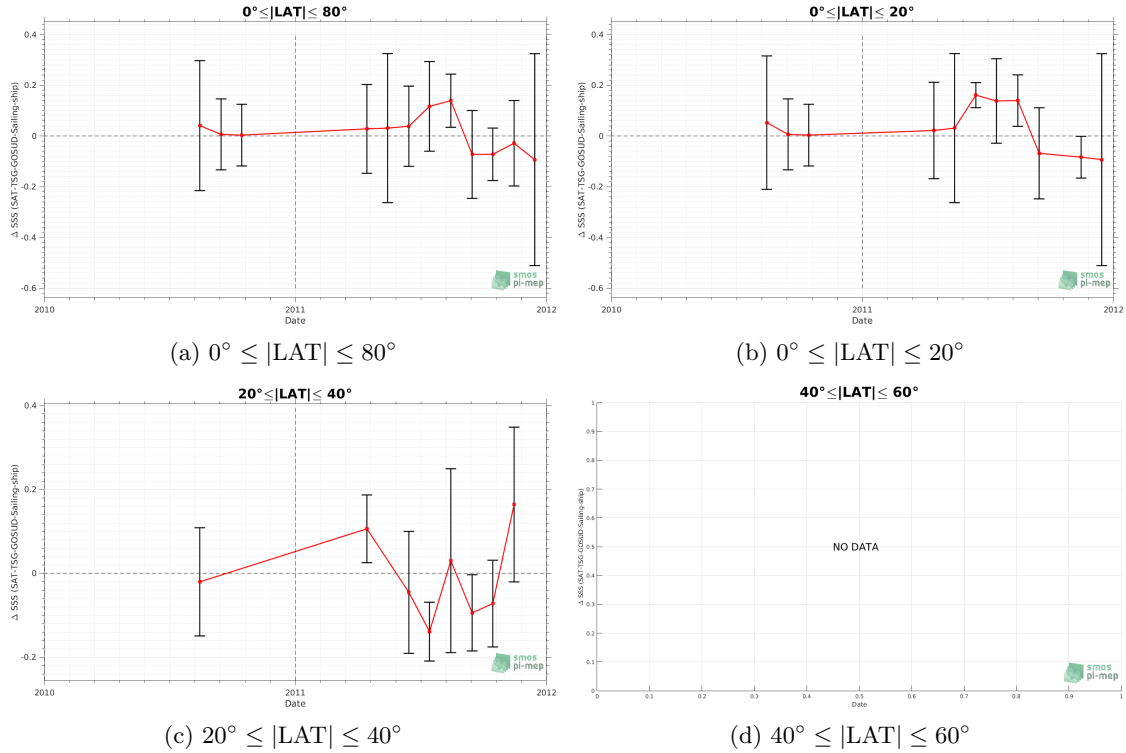 0°≤|LAT|≤ 80°
Δ SSS (SAT-TSG-GOSUD-Sailing-ship)
0.4
0.2
0
-0.2
-0.4
-0.6
2010
2011
2012
Date
smos
pi-mep
(a) 0° ≤ |LAT| ≤ 80°
0°≤|LAT|≤ 20°
Δ SSS (SAT-TSG-GOSUD-Sailing-ship)
0.4
0.2
0
-0.2
-0.4
-0.6
2010
2011
2012
Date
smos
pi-mep
(b) 0° ≤ |LAT| ≤ 20°
20°≤|LAT|≤ 40°
Δ SSS (SAT-TSG-GOSUD-Sailing-ship)
0.4
0.2
0
-0.2
2010
2011
2012
Date
smos
pi-mep
(c) 20° ≤ |LAT| ≤ 40°
40°≤|LAT|≤ 60°
Δ SSS (SAT-TSG-GOSUD-Sailing-ship)
1
0.9
0.8
0.7
0.6
0.5
0.4
0.3
0.2
0.1
0
NO DATA
0 0.1 0.2 0.3 0.4 0.5 0.6 0.7 0.8 0.9 1
Date
smos
pi-mep
(d) 40° ≤ |LAT| ≤ 60°